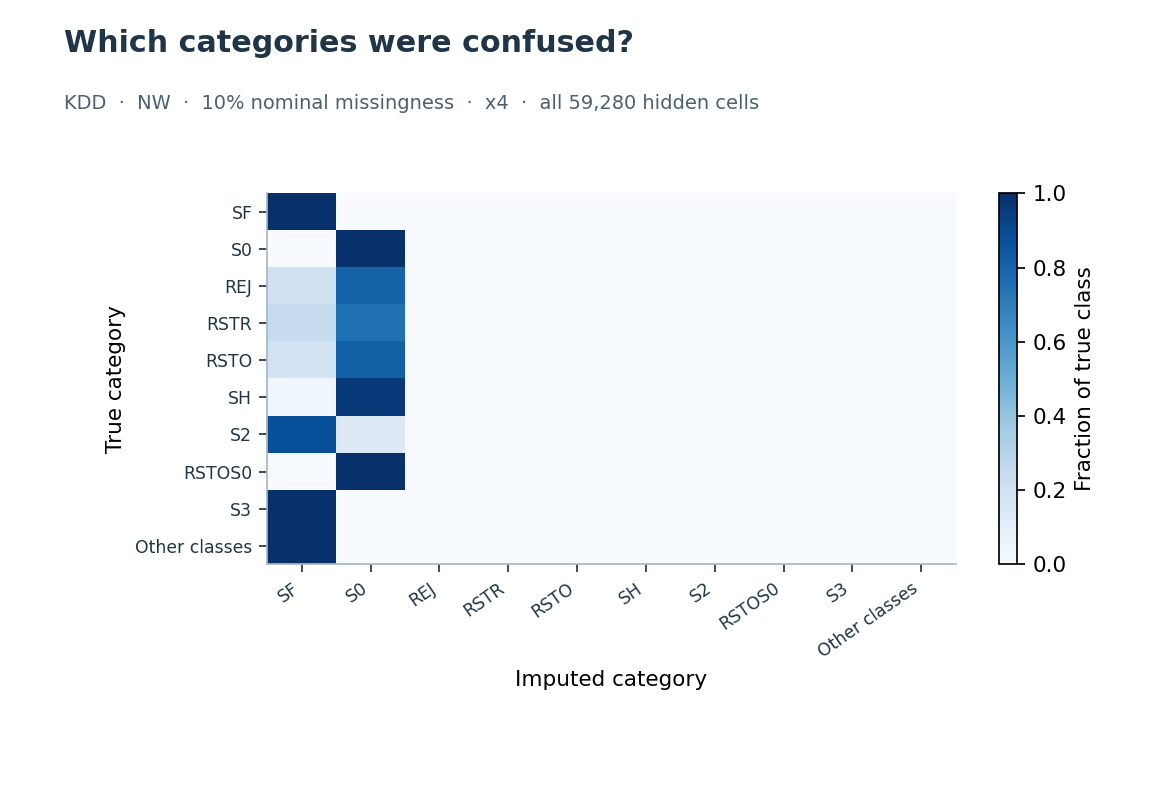 Which categories were confused?
KDD · NW · 10% nominal missingness · x4 · all 59,280 hidden cells
True category
SF
S0
REJ
RSTR
RSTO
SH
S2
RSTOS0
S3
Other classes
SF
S0
REJ
RSTR
RSTO
SH
S2
RSTOS0
S3
Other classes
Imputed category
1.0
0.8
0.6
0.4
0.2
0.0
Fraction of true class